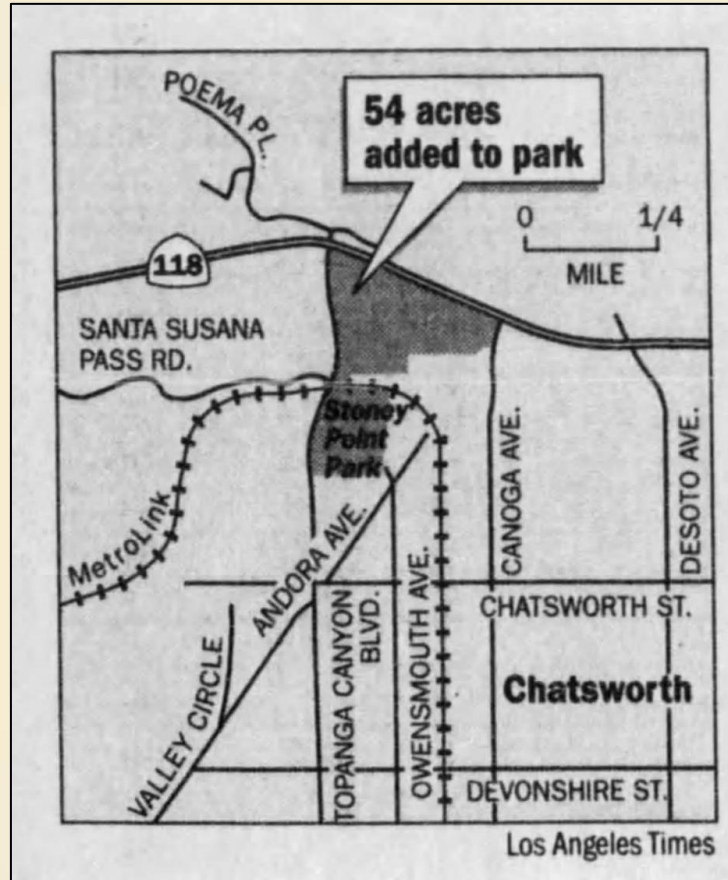 POEMA PL.
54 acres
added to park
0 1/4
MILE
118
SANTA SUSANA
PASS RD.
Stoney
Point
Park
MetroLink
ANDORA AVE.
CANOGA AVE.
DESOTO AVE.
CHATSWORTH ST.
VALLEY CIRCLE
TOPANGA CANYON
BLVD.
OWENSMOUTH AVE.
Chatsworth
DEVONSHIRE ST.
Los Angeles Times